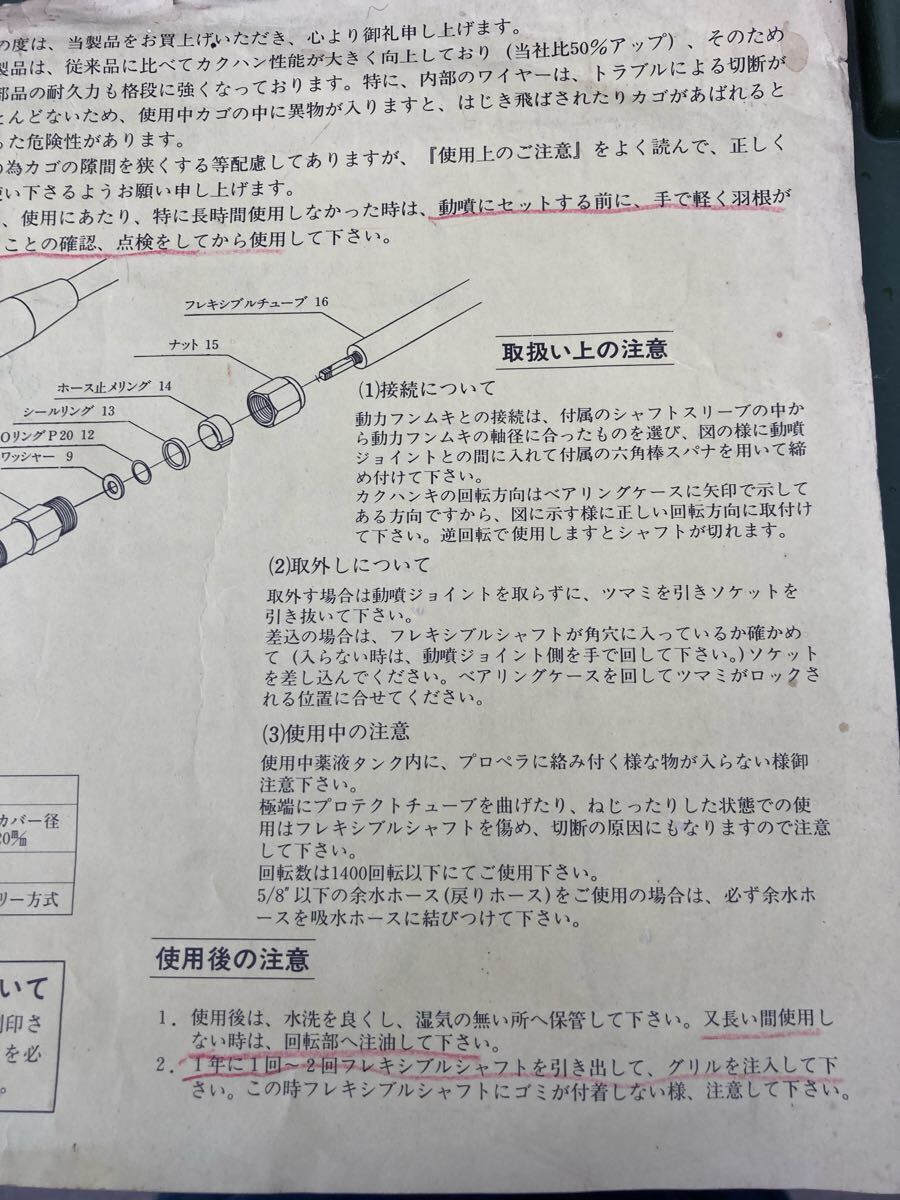 の度は、当製品をお買上げいただき、心より御礼申し上げます。
製品は、従来品に比べてカクハン性能が大きく向上しており（当社比50％アップ）、そのため
部品の耐久力も格段に強くなっております。特に、内部のワイヤーは、トラブルによる切断が
とんどないため、使用中カゴの中に異物が入りますと、はじき飛ばされたりカゴがあばれると
った危険性があります。
の為カゴの隙間を狭くする等配慮してありますが、『使用上のご注意』をよく読んで、正しく
使い下さるようお願い申し上げます。
、使用にあたり、特に長時間使用しなかった時は、動噴にセットする前に、手で軽く羽根が
ことの確認、点検をしてから使用して下さい。
フレキシブルチューブ 16
ナット 15
ホース止メリング 14
シールリング 13
OリングP20 12
ワッシャー 9
取扱い上の注意
(1)接続について
動力フンムキとの接続は、付属のシャフトスリーブの中か
ら動力フンムキの軸径に合ったものを選び、図の様に動噴
ジョイントとの間に入れて付属の六角棒スパナを用いて締
め付けて下さい。
カクハンキの回転方向はベアリングケースに矢印で示して
ある方向ですから、図に示す様に正しい回転方向に取付け
て下さい。逆回転で使用しますとシャフトが切れます。
(2)取外しについて
取外す場合は動噴ジョイントを取らずに、ツマミを引きソケットを
引き抜いて下さい。
差込の場合は、フレキシブルシャフトが角穴に入っているか確かめ
て（入らない時は、動噴ジョイント側を手で回して下さい。）ソケット
を差し込んでください。ベアリングケースを回してツマミがロックさ
れる位置に合せてください。
(3)使用中の注意
使用中薬液タンク内に、プロペラに絡み付く様な物が入らない様御
注意下さい。
極端にプロテクトチューブを曲げたり、ねじったりした状態での使
用はフレキシブルシャフトを傷め、切断の原因にもなりますので注意
して下さい。
回転数は1400回転以下にてご使用下さい。
5/8″以下の余水ホース(戻りホース)をご使用の場合は、必ず余水ホ
ースを吸水ホースに結びつけて下さい。
カバー径
20㎜
リー方式
いて
刻印さ
を必
。
使用後の注意
1. 使用後は、水洗を良くし、湿気の無い所へ保管して下さい。又長い間使用し
ない時は、回転部へ注油して下さい。
2. 1年に1回～2回フレキシブルシャフトを引き出して、グリルを注入して下
さい。この時フレキシブルシャフトにゴミが付着しない様、注意して下さい。